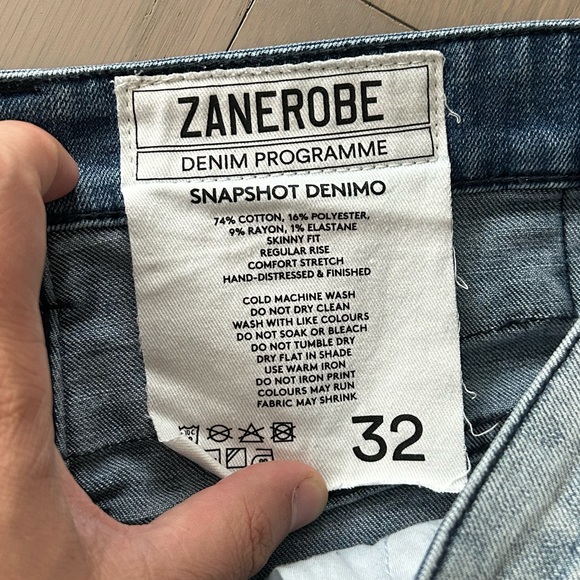 ZANEROBE
DENIM PROGRAMME
SNAPSHOT DENIMO
74% COTTON, 16% POLYESTER,
9% RAYON, 1% ELASTANE
SKINNY FIT
REGULAR RISE
COMFORT STRETCH
HAND-DISTRESSED & FINISHED
COLD MACHINE WASH
DO NOT DRY CLEAN
WASH WITH LIKE COLOURS
DO NOT SOAK OR BLEACH
DO NOT TUMBLE DRY
DRY FLAT IN SHADE
USE WARM IRON
DO NOT IRON PRINT
COLOURS MAY RUN
FABRIC MAY SHRINK
32